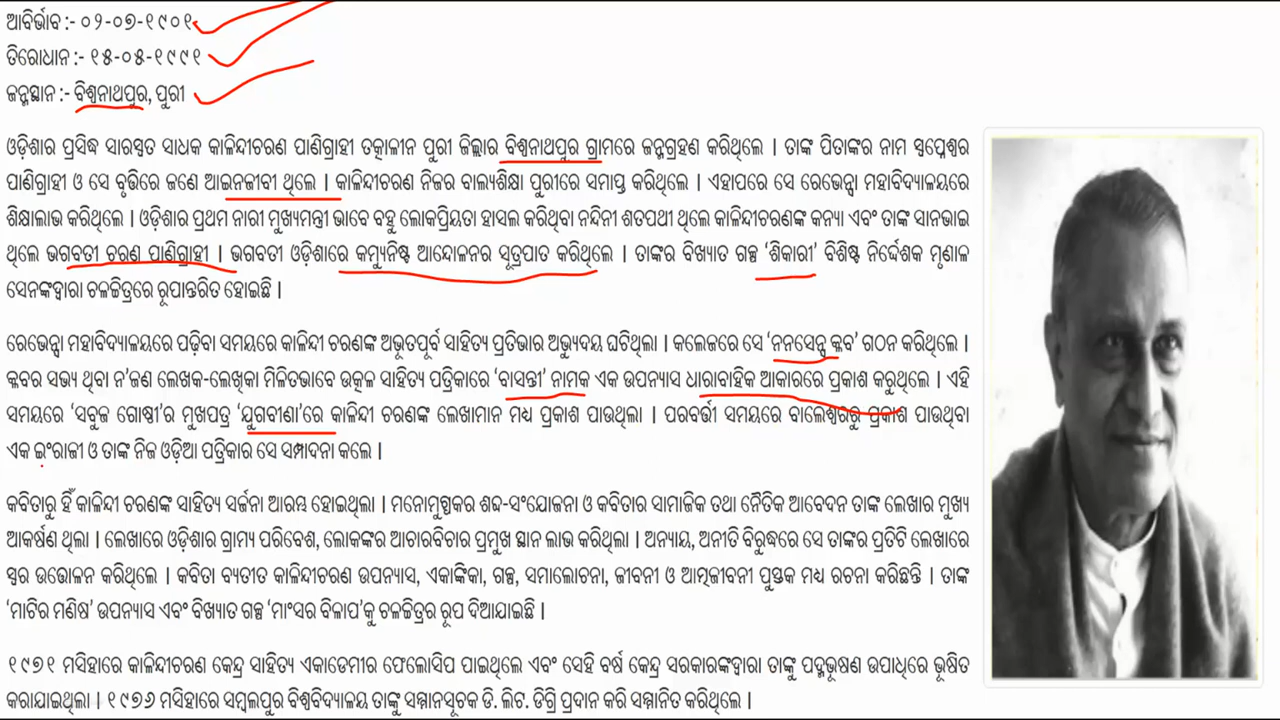 ଆବିର୍ଭାବ :- ୦୨-୦୭-୧୯୦୧
ତିରୋଧାନ :- ୧୫-୦୫-୧୯୯୧
ଜନ୍ମସ୍ଥାନ :- ବିଶ୍ୱନାଥପୁର, ପୁରୀ
ଓଡ଼ିଶାର ପ୍ରସିଦ୍ଧ ସାରସ୍ୱତ ସାଧକ କାଳିନ୍ଦୀଚରଣ ପାଣିଗ୍ରାହୀ ତତ୍କାଳୀନ ପୁରୀ ଜିଲ୍ଲାର ବିଶ୍ୱନାଥପୁର ଗ୍ରାମରେ ଜନ୍ମଗ୍ରହଣ କରିଥିଲେ । ତାଙ୍କ ପିତାଙ୍କର ନାମ ସ୍ୱପ୍ନେଶ୍ୱର
ପାଣିଗ୍ରାହୀ ଓ ସେ ବୃତ୍ତିରେ ଜଣେ ଆଇନଜୀବୀ ଥିଲେ । କାଳିନ୍ଦୀଚରଣ ନିଜର ବାଲ୍ୟଶିକ୍ଷା ପୁରୀରେ ସମାପ୍ତ କରିଥିଲେ । ଏହାପରେ ସେ ରେଭେନ୍ସା ମହାବିଦ୍ୟାଳୟରେ
ଶିକ୍ଷାଲାଭ କରିଥିଲେ । ଓଡ଼ିଶାର ପ୍ରଥମ ନାରୀ ମୁଖ୍ୟମନ୍ତ୍ରୀ ଭାବେ ବହୁ ଲୋକପ୍ରିୟତା ହାସଲ କରିଥିବା ନନ୍ଦିନୀ ଶତପଥୀ ଥିଲେ କାଳିନ୍ଦୀଚରଣଙ୍କ କନ୍ୟା ଏବଂ ତାଙ୍କ ସାନଭାଇ
ଥିଲେ ଭଗବତୀ ଚରଣ ପାଣିଗ୍ରାହୀ । ଭଗବତୀ ଓଡ଼ିଶାରେ କମ୍ୟୁନିଷ୍ଟ ଆନ୍ଦୋଳନର ସୂତ୍ରପାତ କରିଥିଲେ । ତାଙ୍କର ବିଖ୍ୟାତ ଗଳ୍ପ ‘ଶିକାରୀ’ ବିଶିଷ୍ଟ ନିର୍ଦ୍ଦେଶକ ମୃଣାଳ
ସେନଙ୍କଦ୍ୱାରା ଚଳଚ୍ଚିତ୍ରରେ ରୂପାନ୍ତରିତ ହୋଇଛି ।
ରେଭେନ୍ସା ମହାବିଦ୍ୟାଳୟରେ ପଢ଼ିବା ସମୟରେ କାଳିନ୍ଦୀ ଚରଣଙ୍କ ଅଭୂତପୂର୍ବ ସାହିତ୍ୟ ପ୍ରତିଭାର ଅଭ୍ୟୁଦୟ ଘଟିଥିଲା । କଲେଜରେ ସେ ‘ନନସେନ୍ସ କ୍ଲବ’ ଗଠନ କରିଥିଲେ ।
କ୍ଲବର ସଭ୍ୟ ଥିବା ନ’ଜଣ ଲେଖକ-ଲେଖିକା ମିଳିତଭାବେ ଉତ୍କଳ ସାହିତ୍ୟ ପତ୍ରିକାରେ ‘ବାସନ୍ତୀ’ ନାମକ ଏକ ଉପନ୍ୟାସ ଧାରାବାହିକ ଆକାରରେ ପ୍ରକାଶ କରୁଥିଲେ । ଏହି
ସମୟରେ ‘ସବୁଜ ଗୋଷ୍ଠୀ’ର ମୁଖପତ୍ର ‘ଯୁଗବୀଣା’ରେ କାଳିନ୍ଦୀ ଚରଣଙ୍କ ଲେଖାମାନ ମଧ୍ୟ ପ୍ରକାଶ ପାଉଥିଲା । ପରବର୍ତ୍ତୀ ସମୟରେ ବାଲେଶ୍ୱରରୁ ପ୍ରକାଶ ପାଉଥିବା
ଏକ ଇଂରାଜୀ ଓ ତାଙ୍କ ନିଜ ଓଡ଼ିଆ ପତ୍ରିକାର ସେ ସମ୍ପାଦନା କଲେ ।
କବିତାରୁ ହିଁ କାଳିନ୍ଦୀ ଚରଣଙ୍କ ସାହିତ୍ୟ ସର୍ଜନା ଆରମ୍ଭ ହୋଇଥିଲା । ମନୋମୁଗ୍ଧକର ଶବ୍ଦ-ସଂଯୋଜନା ଓ କବିତାର ସାମାଜିକ ତଥା ନୈତିକ ଆବେଦନ ତାଙ୍କ ଲେଖାର ମୁଖ୍ୟ
ଆକର୍ଷଣ ଥିଲା । ଲେଖାରେ ଓଡ଼ିଶାର ଗ୍ରାମ୍ୟ ପରିବେଶ, ଲୋକଙ୍କର ଆଚାରବିଚାର ପ୍ରମୁଖ ସ୍ଥାନ ଲାଭ କରିଥିଲା । ଅନ୍ୟାୟ, ଅନୀତି ବିରୁଦ୍ଧରେ ସେ ତାଙ୍କର ପ୍ରତିଟି ଲେଖାରେ
ସ୍ୱର ଉତ୍ତୋଳନ କରିଥିଲେ । କବିତା ବ୍ୟତୀତ କାଳିନ୍ଦୀଚରଣ ଉପନ୍ୟାସ, ଏକାଙ୍କିକା, ଗଳ୍ପ, ସମାଲୋଚନା, ଜୀବନୀ ଓ ଆତ୍ମଜୀବନୀ ପୁସ୍ତକ ମଧ୍ୟ ରଚନା କରିଛନ୍ତି । ତାଙ୍କ
‘ମାଟିର ମଣିଷ’ ଉପନ୍ୟାସ ଏବଂ ବିଖ୍ୟାତ ଗଳ୍ପ ‘ମାଂସର ବିଳାପ’କୁ ଚଳଚ୍ଚିତ୍ରର ରୂପ ଦିଆଯାଇଛି ।
୧୯୭୧ ମସିହାରେ କାଳିନ୍ଦୀଚରଣ କେନ୍ଦ୍ର ସାହିତ୍ୟ ଏକାଡେମୀର ଫେଲୋସିପ ପାଇଥିଲେ ଏବଂ ସେହି ବର୍ଷ କେନ୍ଦ୍ର ସରକାରଙ୍କଦ୍ୱାରା ତାଙ୍କୁ ପଦ୍ମଭୂଷଣ ଉପାଧିରେ ଭୂଷିତ
କରାଯାଇଥିଲା । ୧୯୭୬ ମସିହାରେ ସମ୍ବଲପୁର ବିଶ୍ୱବିଦ୍ୟାଳୟ ତାଙ୍କୁ ସମ୍ମାନସୂଚକ ଡି. ଲିଟ. ଡିଗ୍ରି ପ୍ରଦାନ କରି ସମ୍ମାନିତ କରିଥିଲେ ।